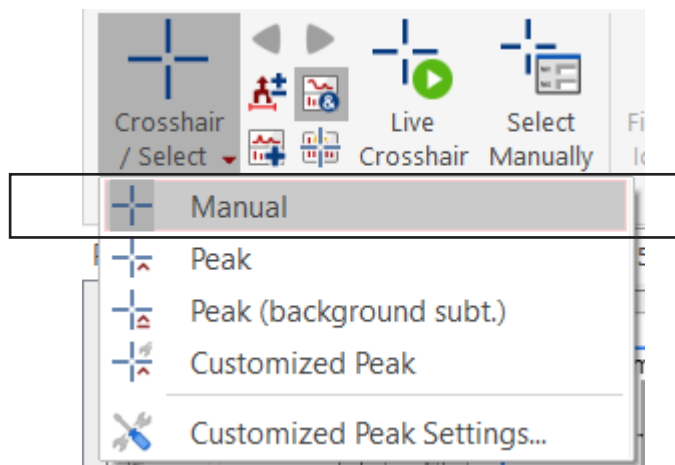 Crosshair
/ Select
Live
Crosshair
Select
Manually
Manual
Peak
Peak (background subt.)
Customized Peak
Customized Peak Settings...